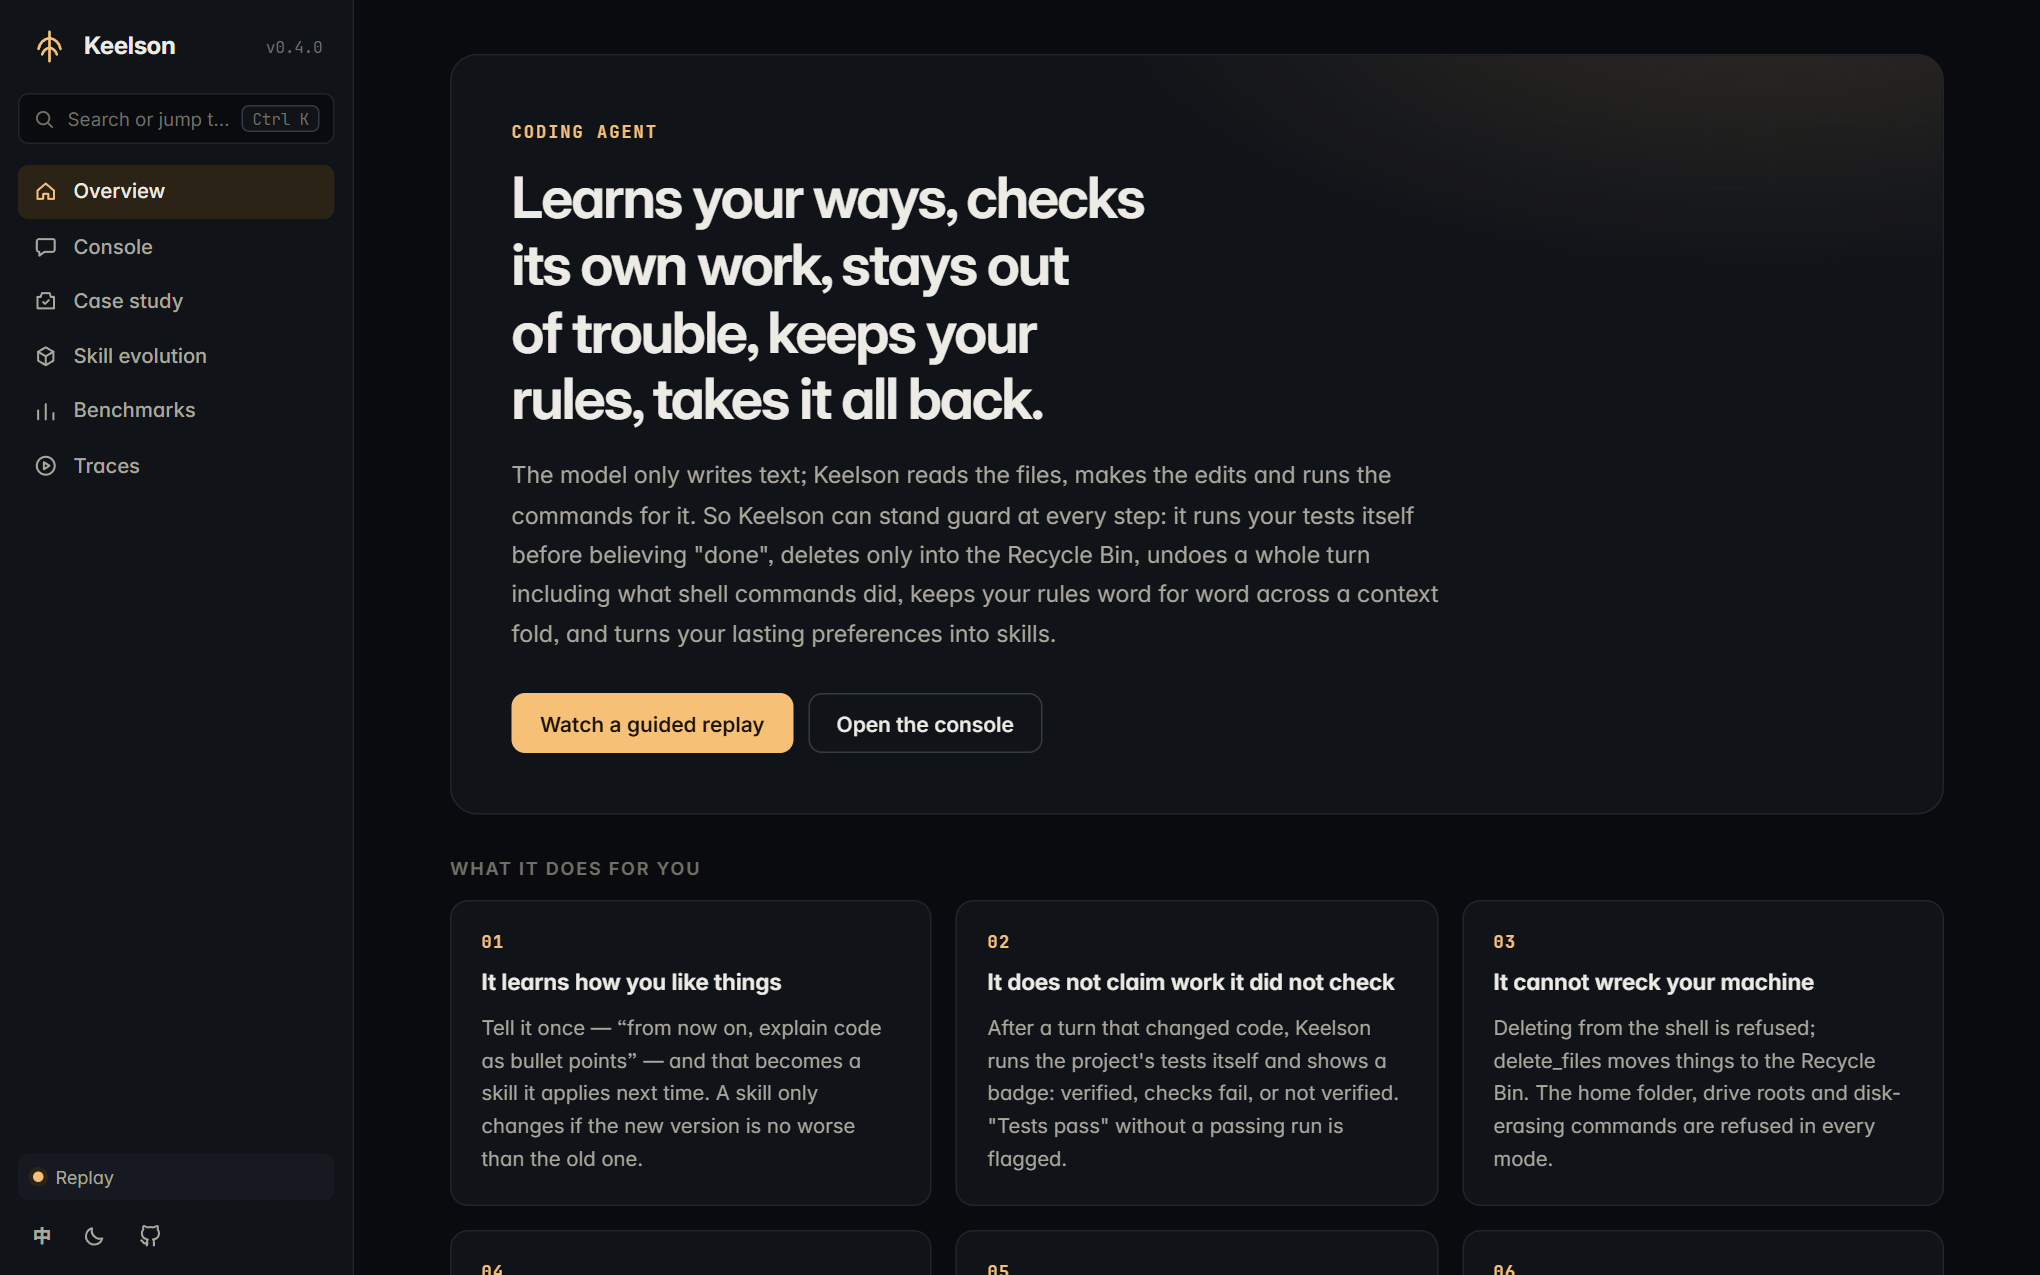 Keelson
v0.4.0
Search or jump t...
Ctrl K
Overview
Console
Case study
Skill evolution
Benchmarks
Traces
Replay
中
CODING AGENT
Learns your ways, checks
its own work, stays out
of trouble, keeps your
rules, takes it all back.
The model only writes text; Keelson reads the files, makes the edits and runs the
commands for it. So Keelson can stand guard at every step: it runs your tests itself
before believing "done", deletes only into the Recycle Bin, undoes a whole turn
including what shell commands did, keeps your rules word for word across a context
fold, and turns your lasting preferences into skills.
Watch a guided replay
Open the console
WHAT IT DOES FOR YOU
01
It learns how you like things
Tell it once — “from now on, explain code
as bullet points” — and that becomes a
skill it applies next time. A skill only
changes if the new version is no worse
than the old one.
02
It does not claim work it did not check
After a turn that changed code, Keelson
runs the project's tests itself and shows a
badge: verified, checks fail, or not verified.
"Tests pass" without a passing run is
flagged.
03
It cannot wreck your machine
Deleting from the shell is refused;
delete_files moves things to the Recycle
Bin. The home folder, drive roots and disk-
erasing commands are refused in every
mode.
04
05
06